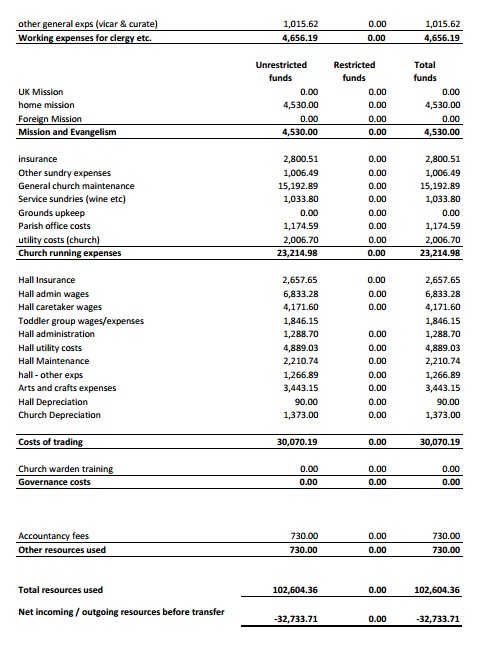 other general exps (vicar & curate) 1,015.62 0.00 1,015.62
Working expenses for clergy etc. 4,656.19 0.00 4,656.19
Unrestricted funds Restricted funds Total funds
UK Mission 0.00 0.00 0.00
home mission 4,530.00 0.00 4,530.00
Foreign Mission 0.00 0.00 0.00
Mission and Evangelism 4,530.00 0.00 4,530.00
insurance 2,800.51 0.00 2,800.51
Other sundry expenses 1,006.49 0.00 1,006.49
General church maintenance 15,192.89 0.00 15,192.89
Service sundries (wine etc) 1,033.80 0.00 1,033.80
Grounds upkeep 0.00 0.00 0.00
Parish office costs 1,174.59 0.00 1,174.59
utility costs (church) 2,006.70 0.00 2,006.70
Church running expenses 23,214.98 0.00 23,214.98
Hall Insurance 2,657.65 0.00 2,657.65
Hall admin wages 6,833.28 0.00 6,833.28
Hall caretaker wages 4,171.60 0.00 4,171.60
Toddler group wages/expenses 1,846.15 1,846.15
Hall administration 1,288.70 0.00 1,288.70
Hall utility costs 4,889.03 0.00 4,889.03
Hall Maintenance 2,210.74 0.00 2,210.74
hall - other exps 1,266.89 0.00 1,266.89
Arts and crafts expenses 3,443.15 0.00 3,443.15
Hall Depreciation 90.00 0.00 90.00
Church Depreciation 1,373.00 0.00 1,373.00
Costs of trading 30,070.19 0.00 30,070.19
Church warden training 0.00 0.00 0.00
Governance costs 0.00 0.00 0.00
Accountancy fees 730.00 0.00 730.00
Other resources used 730.00 0.00 730.00
Total resources used 102,604.36 0.00 102,604.36
Net incoming / outgoing resources before transfer -32,733.71 0.00 -32,733.71